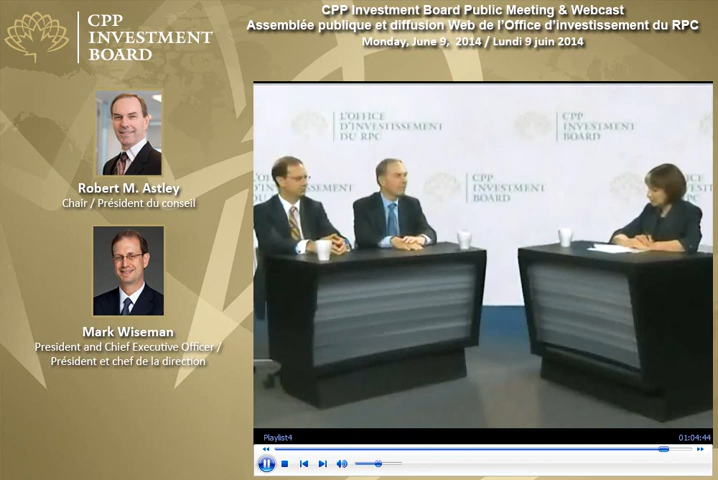 CPP
INVESTMENT
BOARD
CPP Investment Board Public Meeting & Webcast
Assemblée publique et diffusion Web de l'Office d'investissement du RPC
Monday, June 9, 2014 / Lundi 9 juin 2014
Robert M. Astley
Chair / Président du conseil
Mark Wiseman
President and Chief Executive Officer /
Président et chef de la direction
L'OFFICE
D'INVESTISSEMENT
DU RPC
CPP
INVESTMENT
BOARD
CPP
INVESTMENT
BOARD
Playlist4
01:04:44